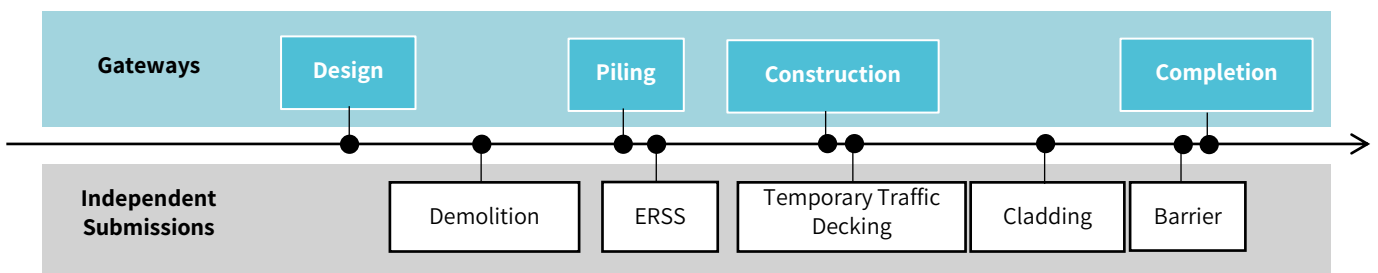 Gateways
Design
Piling
Construction
Completion
Independent
Submissions
Demolition
ERSS
Temporary Traffic
Decking
Cladding
Barrier